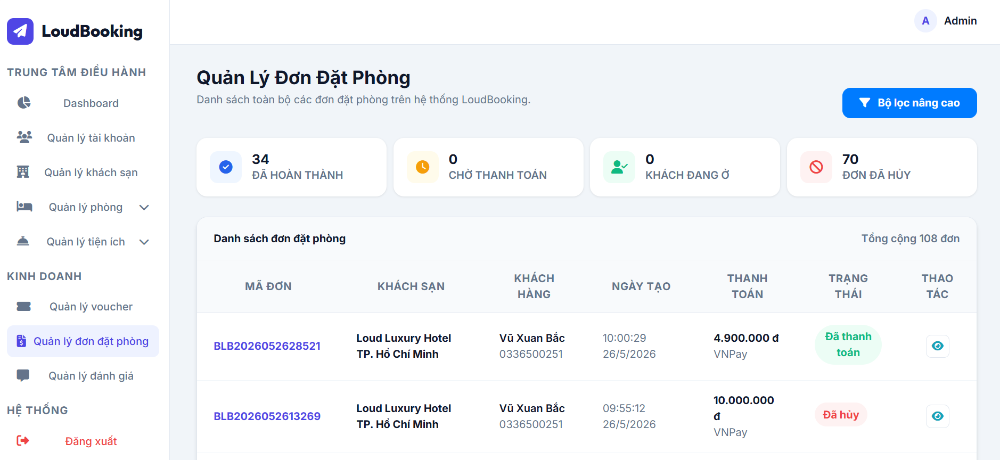 LoudBooking
TRUNG TÂM ĐIỀU HÀNH
Dashboard
Quản lý tài khoản
Quản lý khách sạn
Quản lý phòng
Quản lý tiện ích
KINH DOANH
Quản lý voucher
Quản lý đơn đặt phòng
Quản lý đánh giá
HỆ THỐNG
Đăng xuất
A Admin
Quản Lý Đơn Đặt Phòng
Danh sách toàn bộ các đơn đặt phòng trên hệ thống LoudBooking.
Bộ lọc nâng cao
34
ĐÃ HOÀN THÀNH
0
CHỜ THANH TOÁN
0
KHÁCH ĐANG Ở
70
ĐƠN ĐÃ HỦY
Danh sách đơn đặt phòng
Tổng cộng 108 đơn
MÃ ĐƠN
KHÁCH SẠN
KHÁCH
HÀNG
NGÀY TẠO
THANH
TOÁN
TRẠNG
THÁI
THAO
TÁC
BLB2026052628521
Loud Luxury Hotel
TP. Hồ Chí Minh
Vũ Xuan Bắc
0336500251
10:00:29
26/5/2026
4.900.000 đ
VNPay
Đã thanh
toán
BLB2026052613269
Loud Luxury Hotel
TP. Hồ Chí Minh
Vũ Xuan Bắc
0336500251
09:55:12
26/5/2026
10.000.000
đ
VNPay
Đã hủy